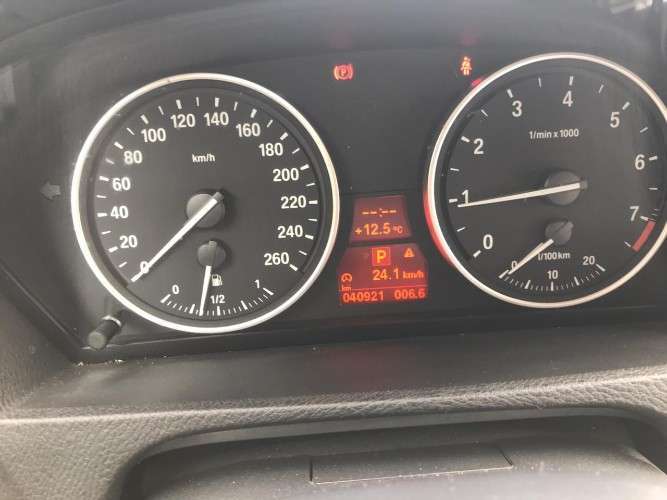 0 20 40 60 80 100 120 140 160 180 200 220 240 260
km/h
0 1/2 1
P
--:--
+12.5 °C
P
24.1 km/h
km
040921 006.6
0 1 2 3 4 5 6 7
1/min x 1000
0 10 20
l/100km